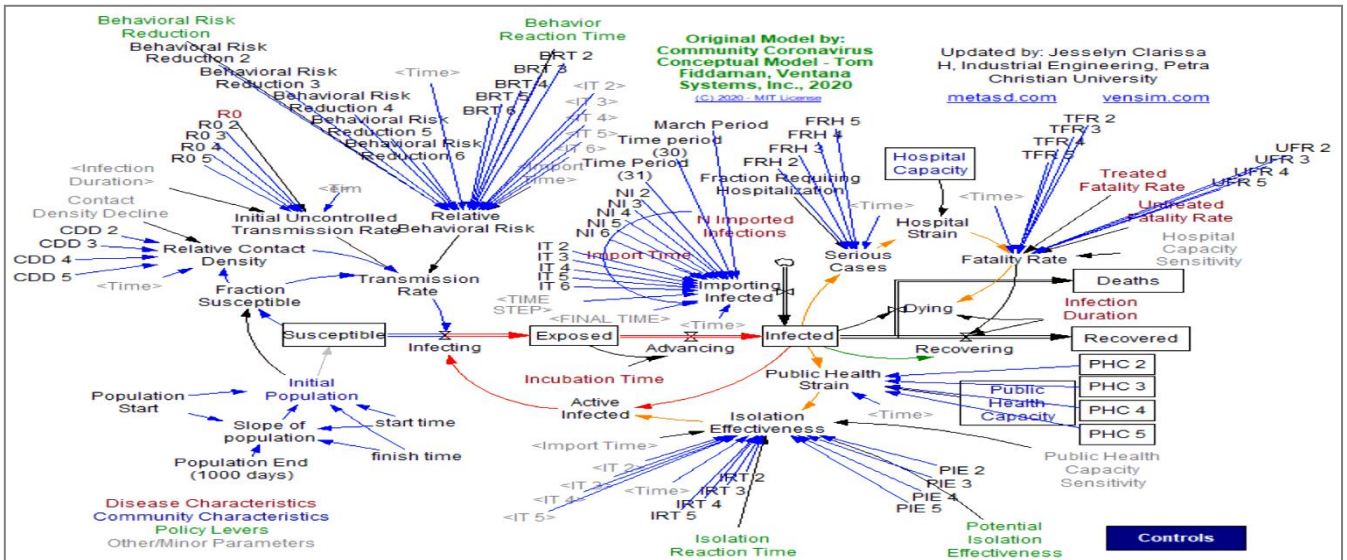 Behavioral Risk
Reduction
Behavioral Risk
Reduction 2
Behavioral Risk
Reduction 3
Behavioral Risk
Reduction 4
Behavioral Risk
Reduction 5
Behavioral Risk
Reduction 6
<Time>
Behavior
Reaction Time
BRT 2
BRT 3
BRT 4
BRT 5
BRT 6
<IT 2>
<IT 3>
<IT 4>
<IT 5>
<IT 6>
<Import
Time>
Original Model by:
Community Coronavirus
Conceptual Model - Tom
Fiddaman, Ventana
Systems, Inc., 2020
(C) 2020 - MIT License
Updated by: Jesselyn Clarissa
H, Industrial Engineering, Petra
Christian University
metasd.com
vensim.com
R0
R0 2
R0 3
R0 4
R0 5
<Infection
Duration>
<Tim
Initial Uncontrolled
Transmission Rate
Relative
Behavioral Risk
Contact
Density Decline
CDD 2
CDD 3
CDD 4
CDD 5
<Time>
Relative Contact
Density
Fraction
Susceptible
Transmission
Rate
March Period
Time period
(30)
Time Period
(31)
NI 2
NI 3
NI 4
NI 5
NI 6
N Imported
Infections
IT 2
IT 3
IT 4
IT 5
IT 6
Import Time
<TIME
STEP>
<FINAL TIME>
<Time>
Importing
Infected
FRH 5
FRH 4
FRH 3
FRH 2
Fraction Requiring
Hospitalization
<Time>
Serious
Cases
Hospital
Capacity
Hospital
Strain
<Time>
TFR 2
TFR 3
TFR 4
TFR 5
Treated
Fatality Rate
Untreated
Fatality Rate
UFR 2
UFR 3
UFR 4
UFR 5
Hospital
Capacity
Sensitivity
Fatality Rate
Deaths
Dying
Infection
Duration
Susceptible
Infecting
Exposed
Advancing
Infected
Recovering
Recovered
Incubation Time
Active
Infected
Public Health
Strain
Public
Health
Capacity
PHC 2
PHC 3
PHC 4
PHC 5
<Time>
Isolation
Effectiveness
<Import Time>
<IT 2>
<IT 3>
<IT 4>
<IT 5>
<Time>
IRT 2
IRT 3
IRT 4
IRT 5
Isolation
Reaction Time
PIE 2
PIE 3
PIE 4
PIE 5
Potential
Isolation
Effectiveness
Public Health
Capacity
Sensitivity
Initial
Population
Population
Start
Slope of
population
start time
finish time
Population End
(1000 days)
Disease Characteristics
Community Characteristics
Policy Levers
Other/Minor Parameters
Controls